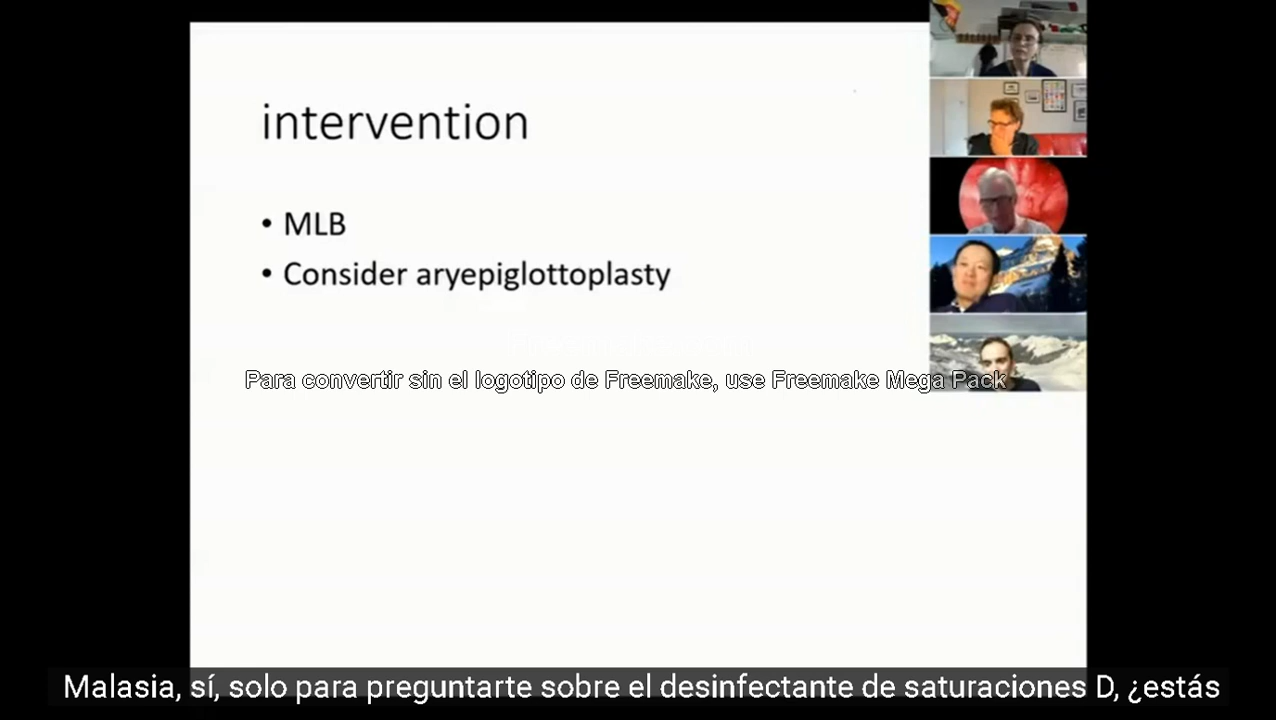 intervention
• MLB
• Consider aryepiglottoplasty
Para convertir sin el logotipo de Freemake, use Freemake Mega Pack
Malasia, sí, solo para preguntarte sobre el desinfectante de saturaciones D, ¿estás